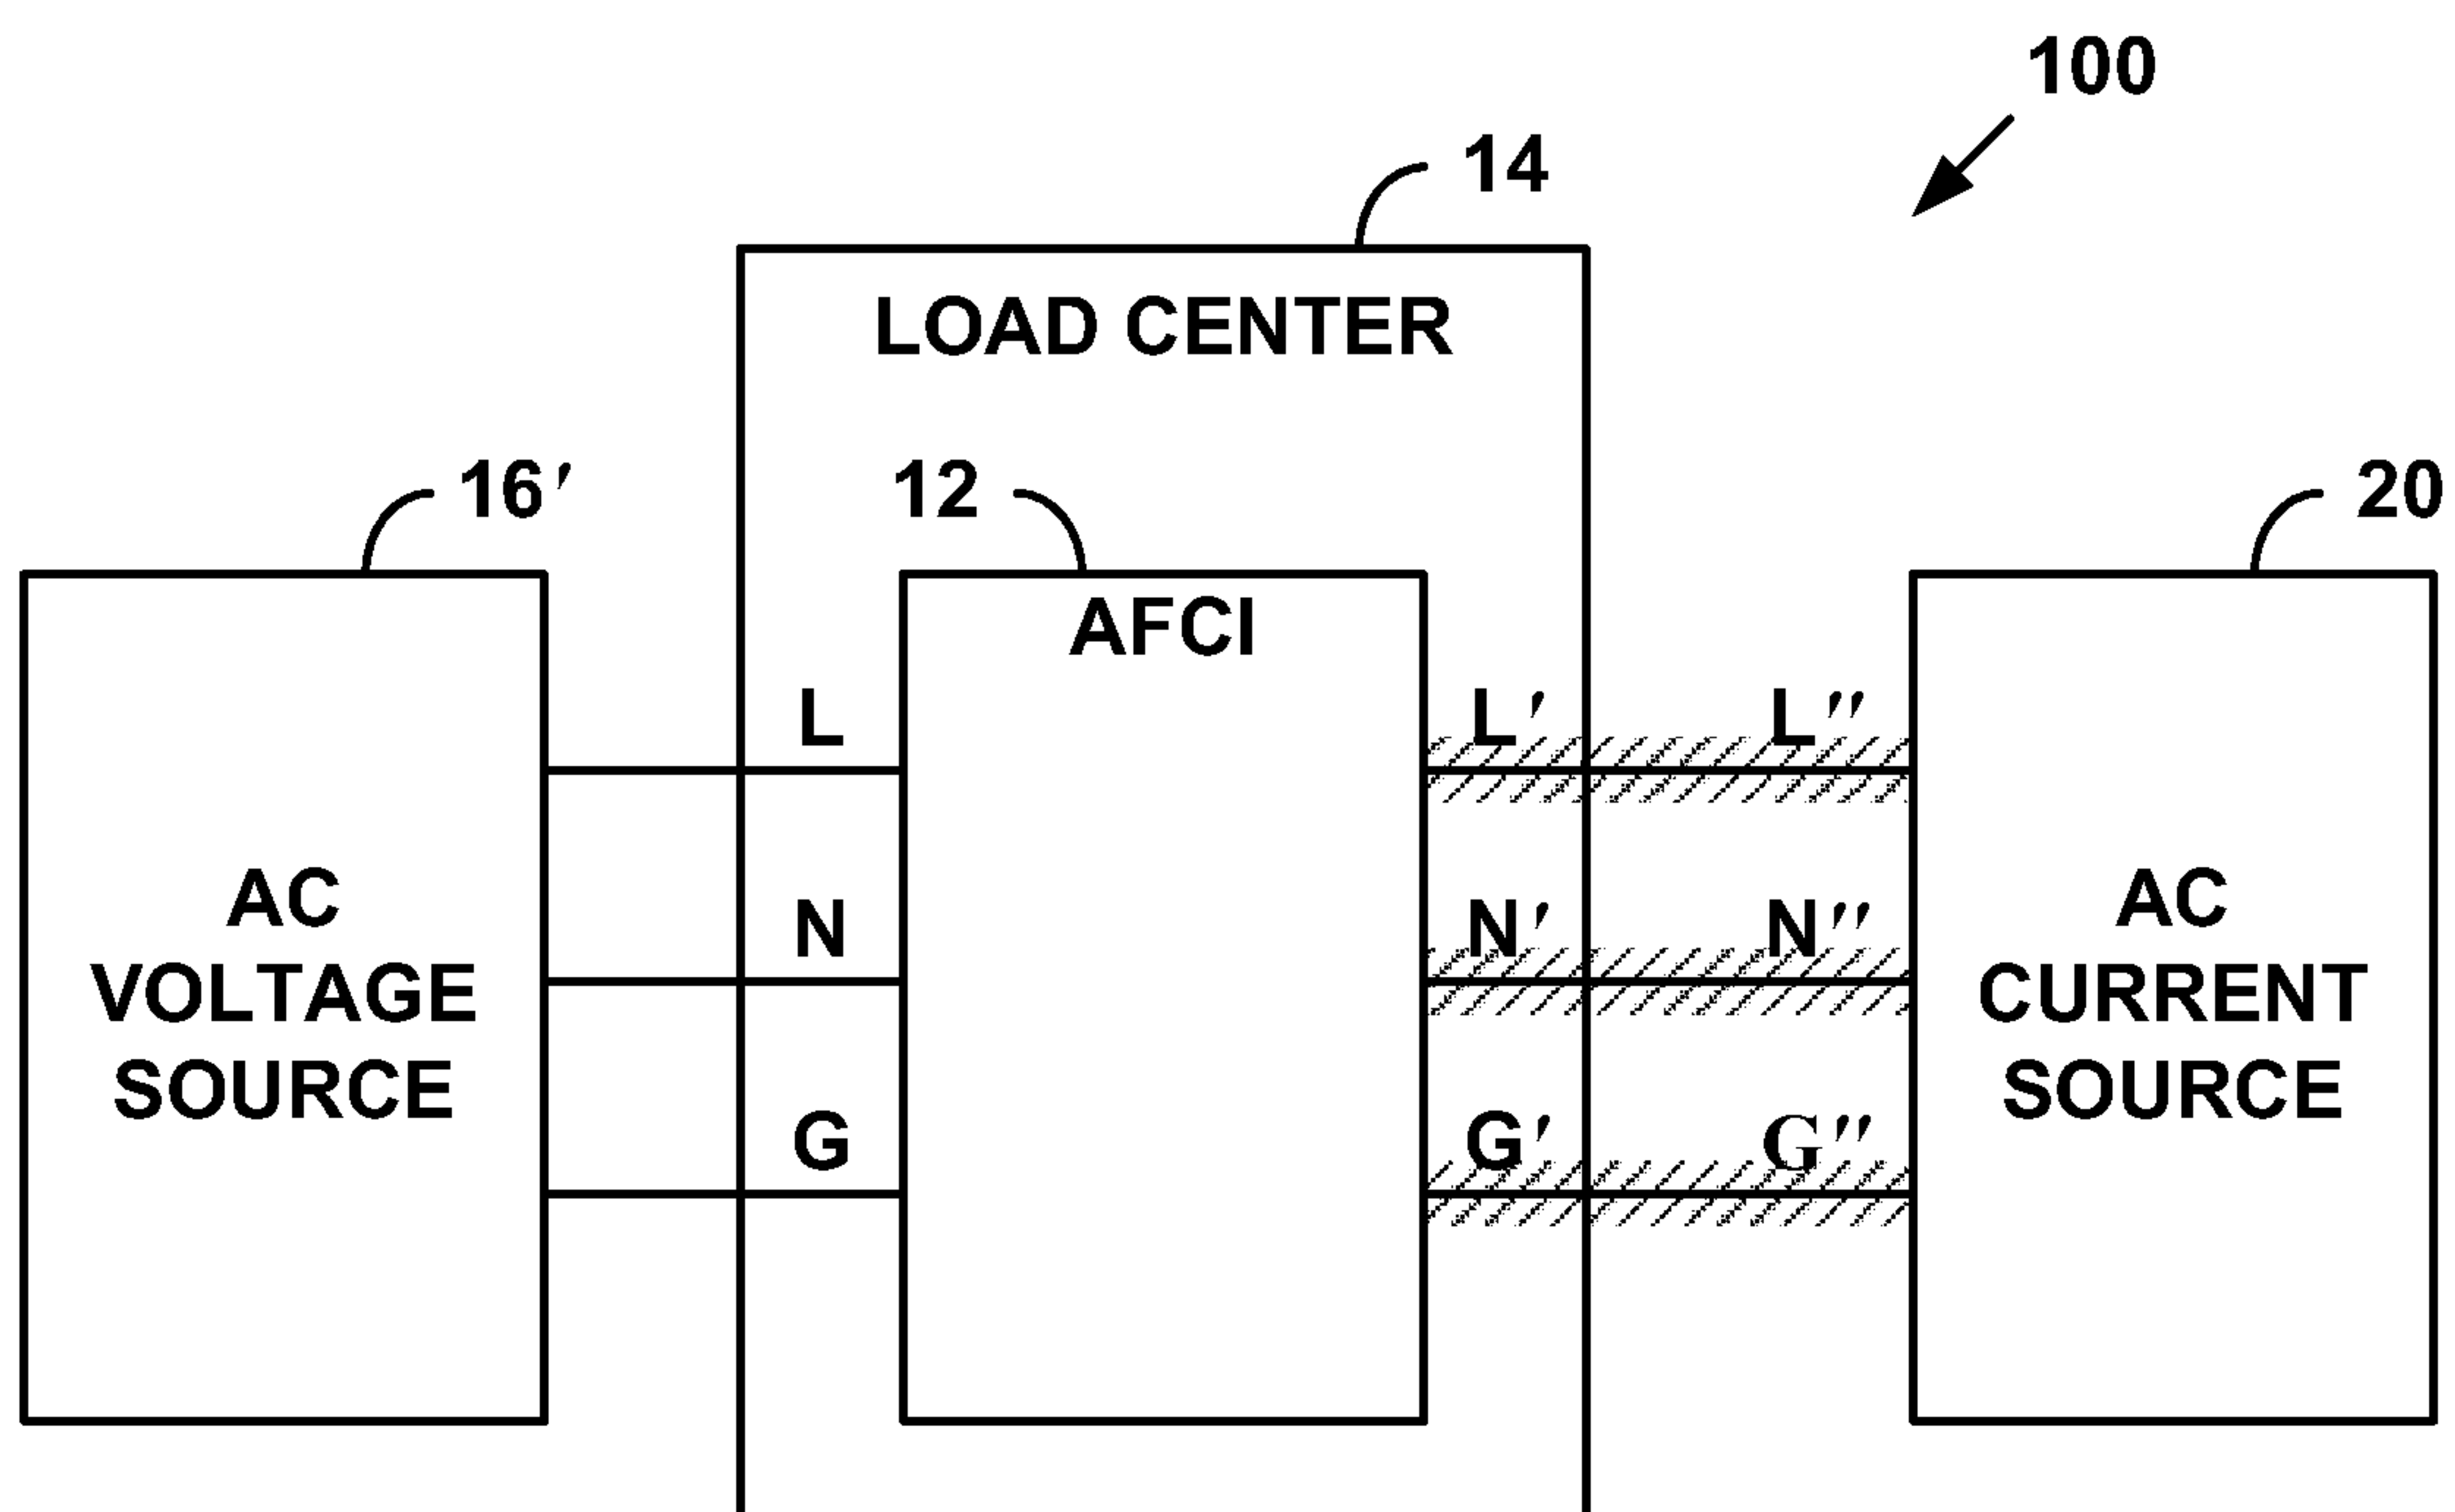 100
14
LOAD CENTER
16′
12
20
AFCI
L
L′
L″
N
N′
N″
G
G′
G″
AC
VOLTAGE
SOURCE
AC
CURRENT
SOURCE